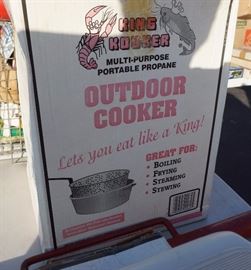 KING
KOOKER
MULTI-PURPOSE
PORTABLE PROPANE
OUTDOOR
COOKER
Lets you eat like a King!
GREAT FOR:
• BOILING
• FRYING
• STEAMING
• STEWING